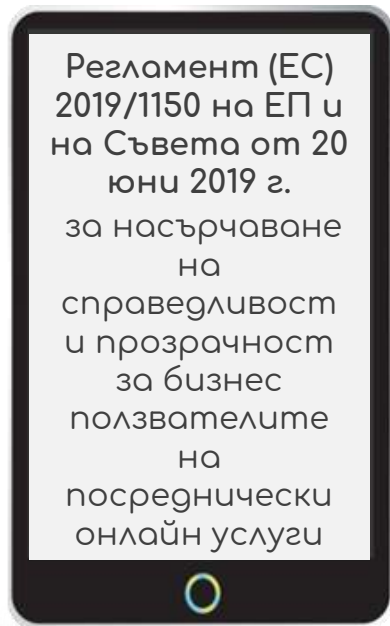 Регламент (ЕС)
2019/1150 на ЕП и
на Съвета от 20
юни 2019 г.
за насърчаване
на
справедливост
и прозрачност
за бизнес
ползвателите
на
посреднически
онлайн услуги